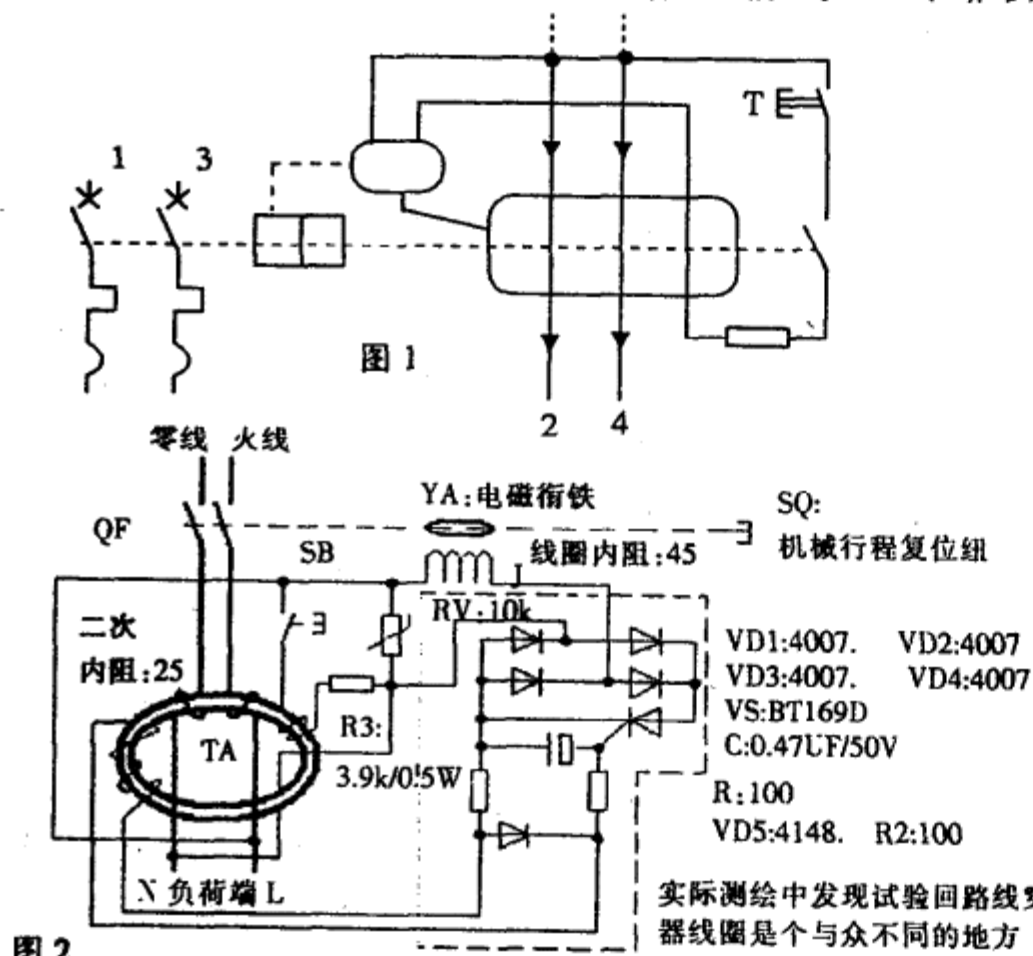 T
1 3
图 1
2 4
零线 火线
YA:电磁衔铁
SQ:
机械行程复位纽
QF
SB
线圈内阻:45
RV:10k
二次
内阻:25
TA
R3:
3.9k/0.5W
VD1:4007. VD2:4007
VD3:4007. VD4:4007
VS:BT169D
C:0.47UF/50V
R:100
VD5:4148. R2:100
N 负荷端 L
实际测绘中发现试验回路线
器线圈是个与众不同的地方
图 2